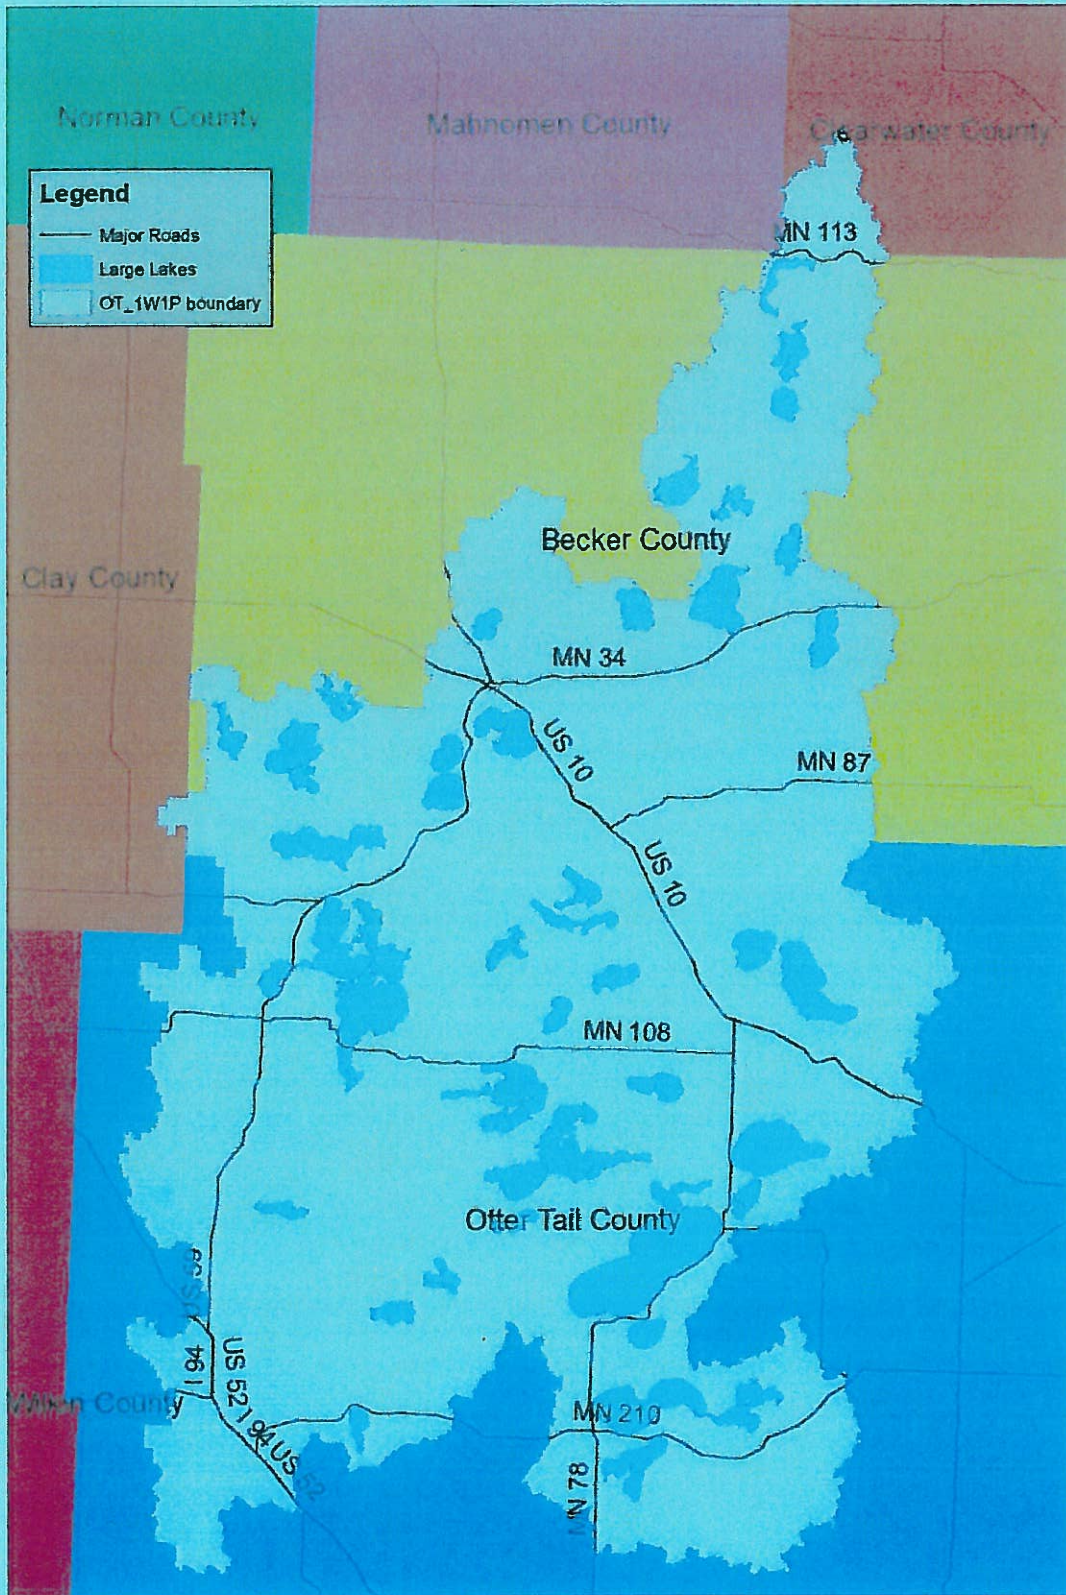 Norman County
Mahnomen County
Clearwater County
Legend
Major Roads
Large Lakes
OT_1W1P boundary
MN 113
Becker County
Clay County
MN 34
US 10
MN 87
US 10
MN 108
Otter Tail County
US 59
I 94
US 52
I 94
US 52
Wilkin County
MN 210
MN 78